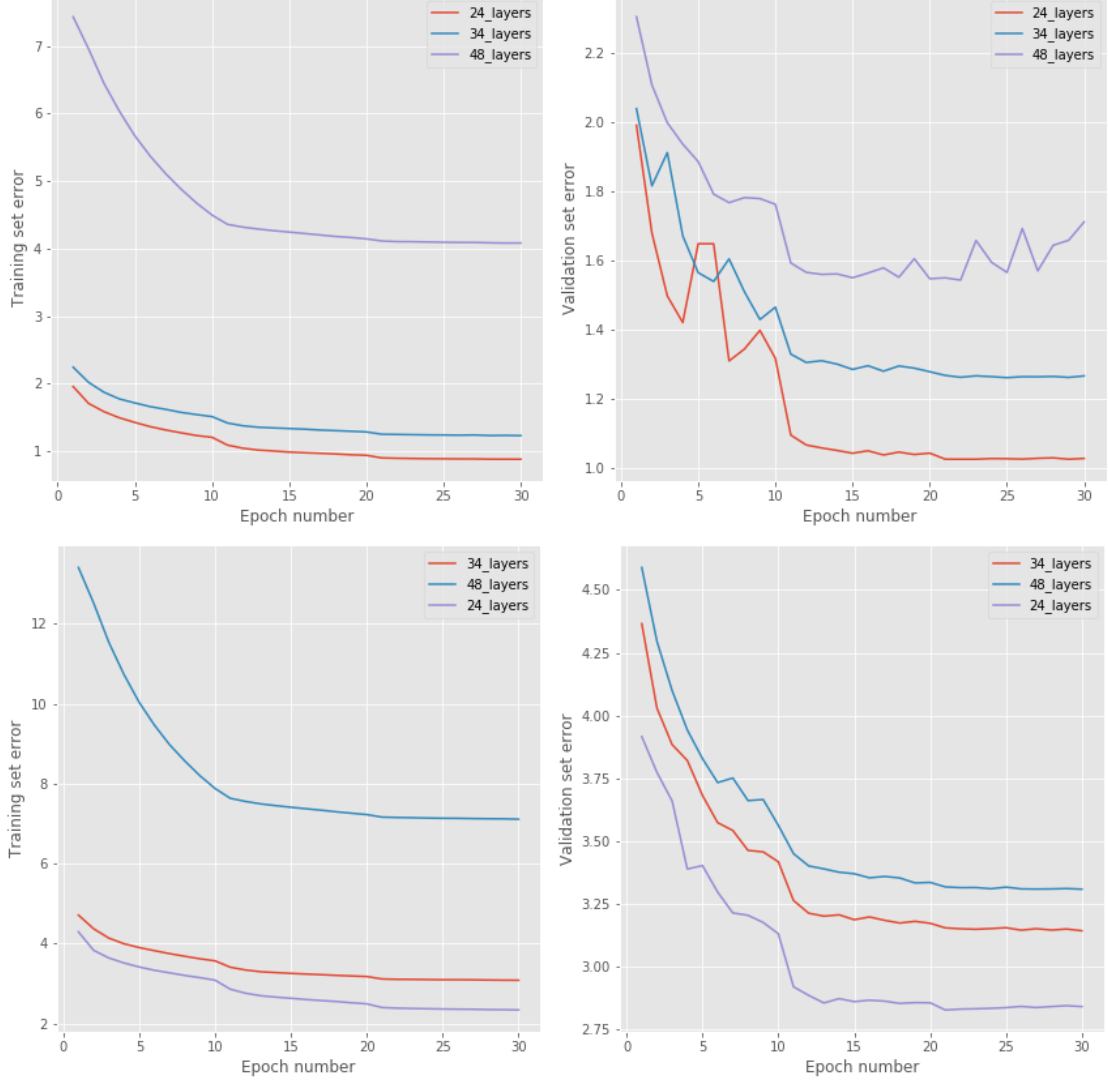 24_layers
34_layers
48_layers
7
6
5
4
3
2
1
Training set error
0
5
10
15
20
25
30
Epoch number
24_layers
34_layers
48_layers
2.2
2.0
1.8
1.6
1.4
1.2
1.0
Validation set error
0
5
10
15
20
25
30
Epoch number
34_layers
48_layers
24_layers
12
10
8
6
4
2
Training set error
0
5
10
15
20
25
30
Epoch number
34_layers
48_layers
24_layers
4.50
4.25
4.00
3.75
3.50
3.25
3.00
2.75
Validation set error
0
5
10
15
20
25
30
Epoch number